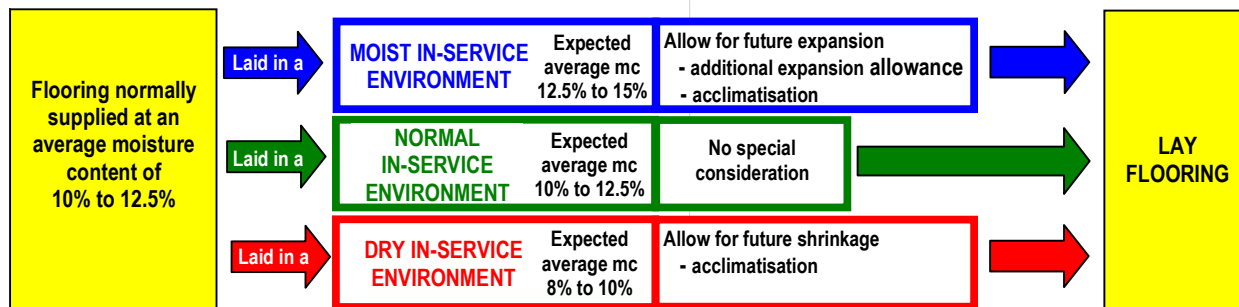 Flooring normally
supplied at an
average moisture
content of
10% to 12.5%
Laid in a
MOIST IN-SERVICE
ENVIRONMENT
Expected
average mc
12.5% to 15%
Allow for future expansion
- additional expansion allowance
- acclimatisation
Laid in a
NORMAL
IN-SERVICE
ENVIRONMENT
Expected
average mc
10% to 12.5%
No special
consideration
Laid in a
DRY IN-SERVICE
ENVIRONMENT
Expected
average mc
8% to 10%
Allow for future shrinkage
- acclimatisation
LAY
FLOORING